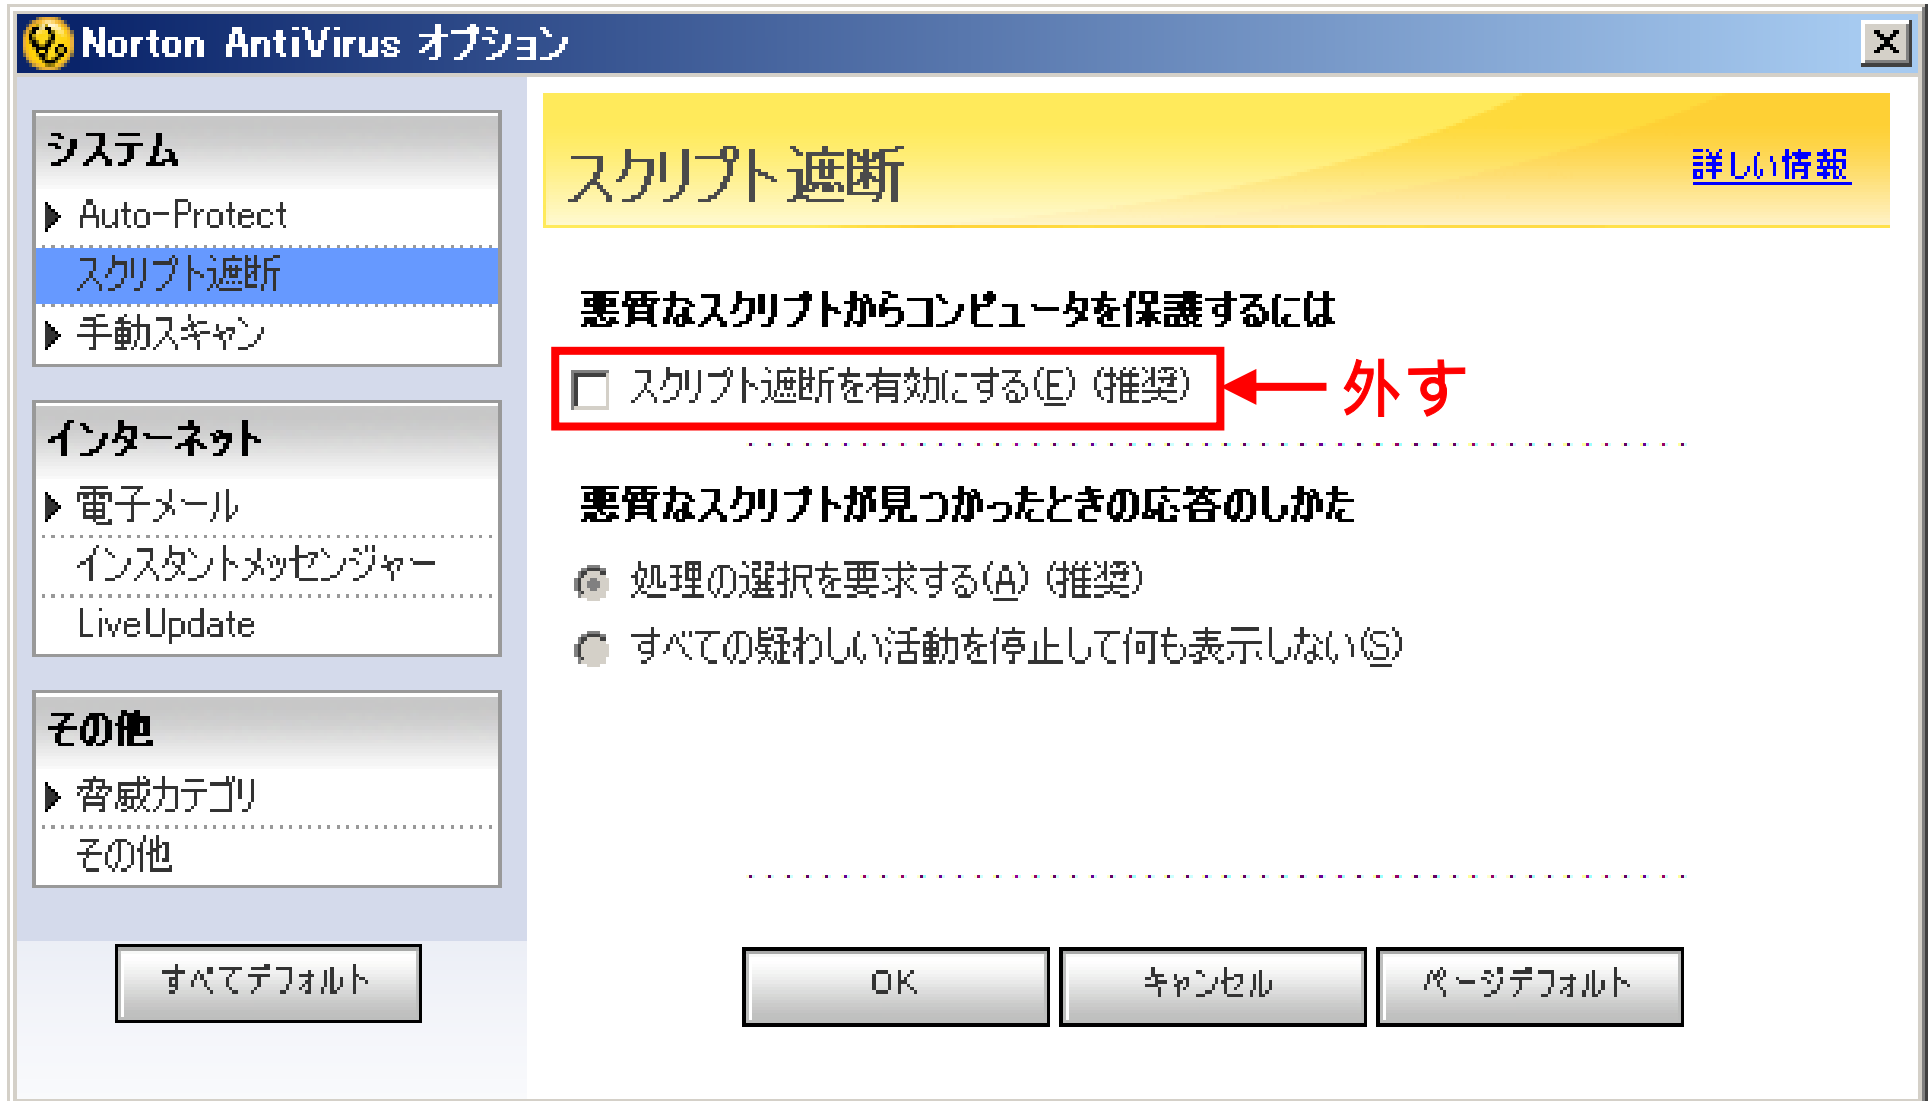 Norton AntiVirus オプション
システム
Auto-Protect
スクリプト遮断
手動スキャン
インターネット
電子メール
インスタントメッセンジャー
LiveUpdate
その他
脅威カテゴリ
その他
すべてデフォルト
スクリプト遮断
詳しい情報
悪質なスクリプトからコンピュータを保護するには
スクリプト遮断を有効にする(E) (推奨)
外す
悪質なスクリプトが見つかったときの応答のしかた
処理の選択を要求する(A) (推奨)
すべての疑わしい活動を停止して何も表示しない(S)
OK
キャンセル
ページデフォルト